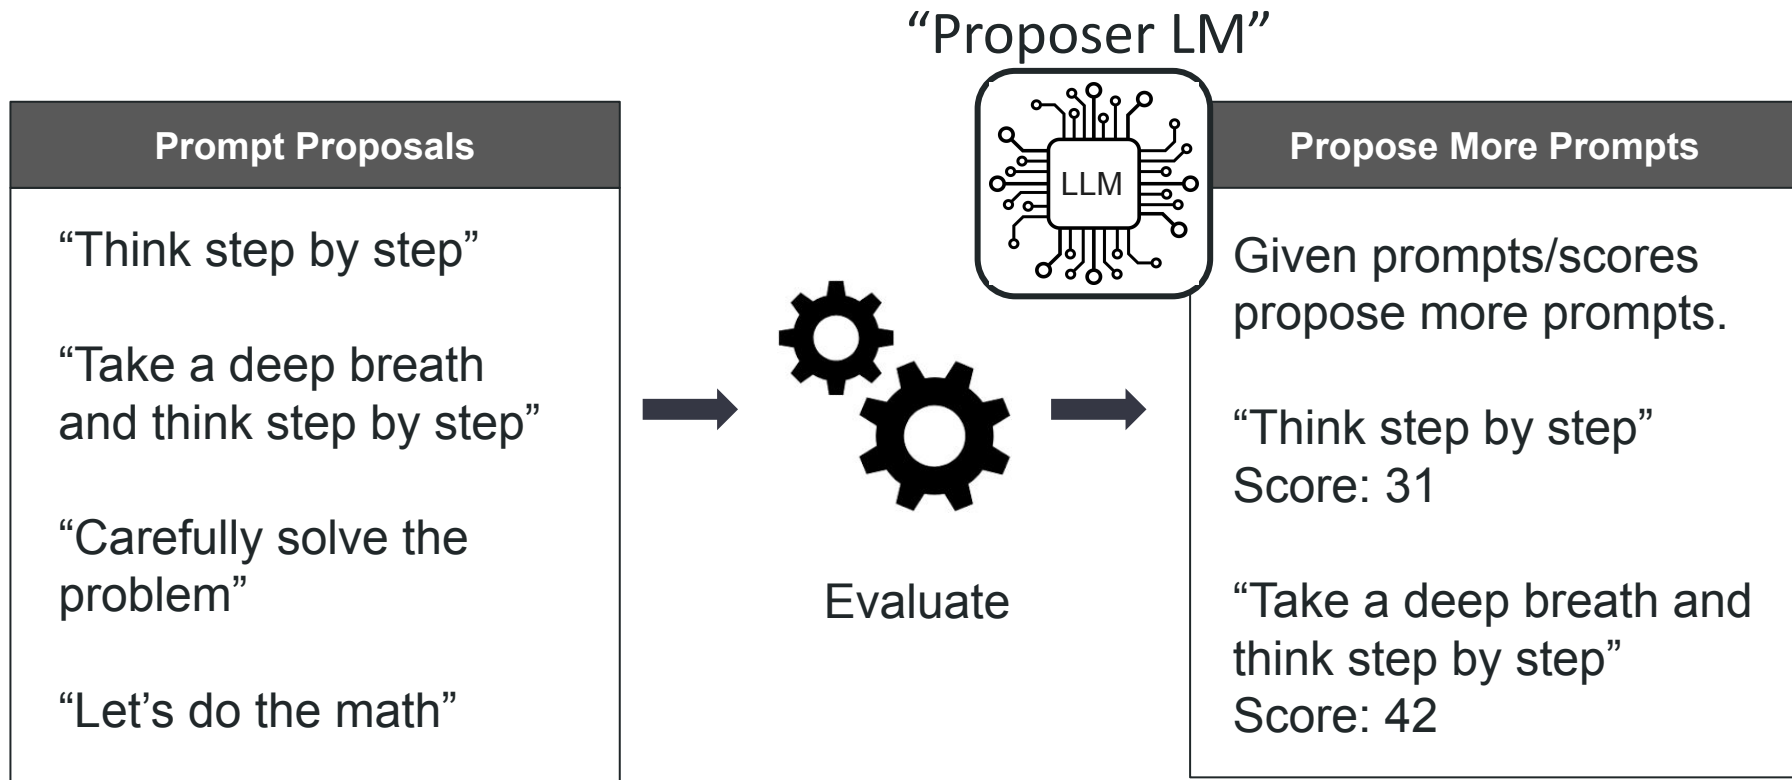 “Proposer LM”
Prompt Proposals
“Think step by step”
“Take a deep breath
and think step by step”
“Carefully solve the
problem”
“Let’s do the math”
Evaluate
LLM
Propose More Prompts
Given prompts/scores
propose more prompts.
“Think step by step”
Score: 31
“Take a deep breath and
think step by step”
Score: 42